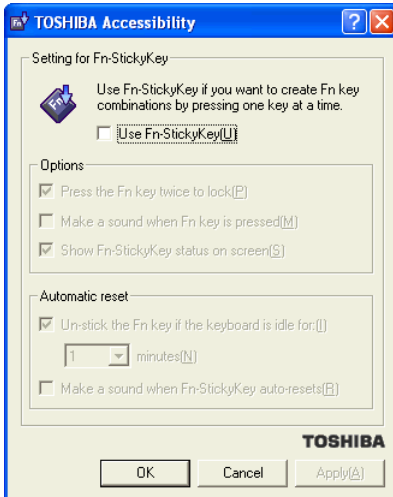 TOSHIBA Accessibility
Setting for Fn-StickyKey
Fn
Use Fn-StickyKey if you want to create Fn key
combinations by pressing one key at a time.
Use Fn-StickyKey(U)
Options
Press the Fn key twice to lock(P)
Make a sound when Fn key is pressed(M)
Show Fn-StickyKey status on screen(S)
Automatic reset
Un-stick the Fn key if the keyboard is idle for:(I)
1 minutes(N)
Make a sound when Fn-StickyKey auto-resets(R)
TOSHIBA
OK Cancel Apply(A)